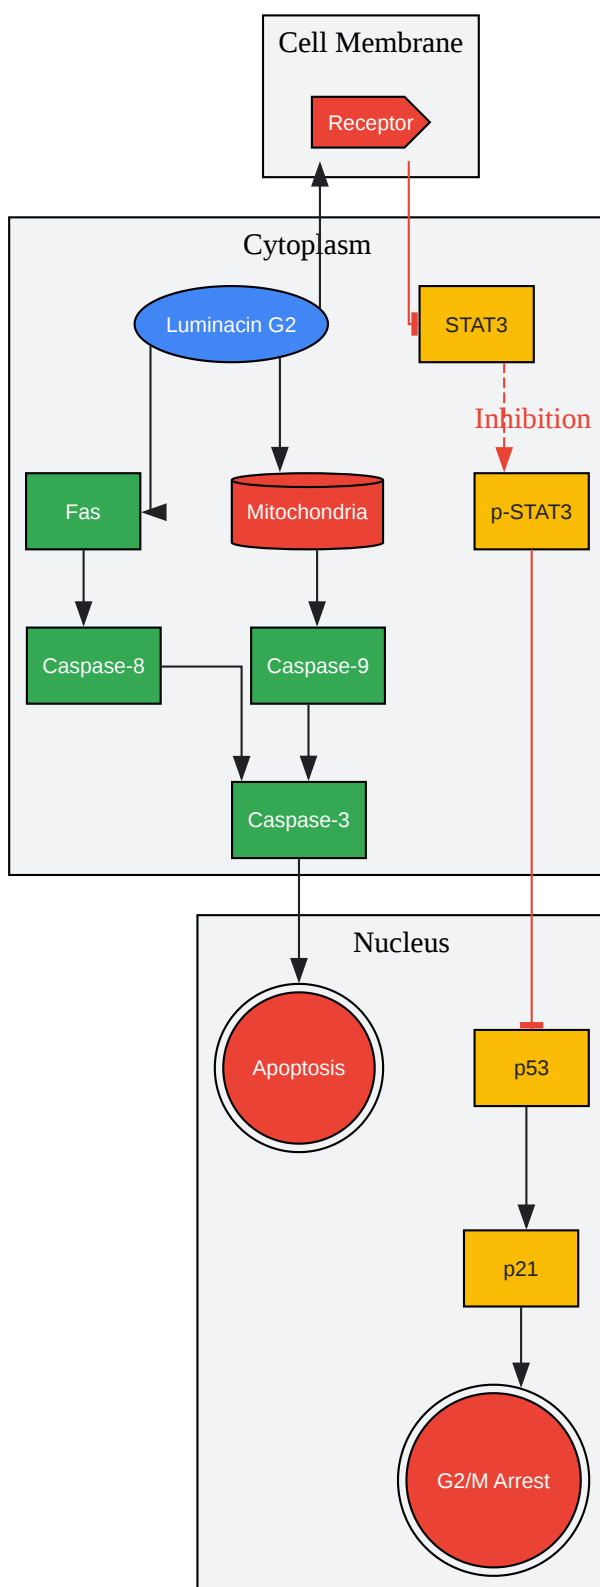 Cell Membrane
Receptor
Cytoplasm
Luminacin G2
STAT3
Inhibition
Fas
Mitochondria
p-STAT3
Caspase-8
Caspase-9
Caspase-3
Nucleus
Apoptosis
p53
p21
G2/M Arrest